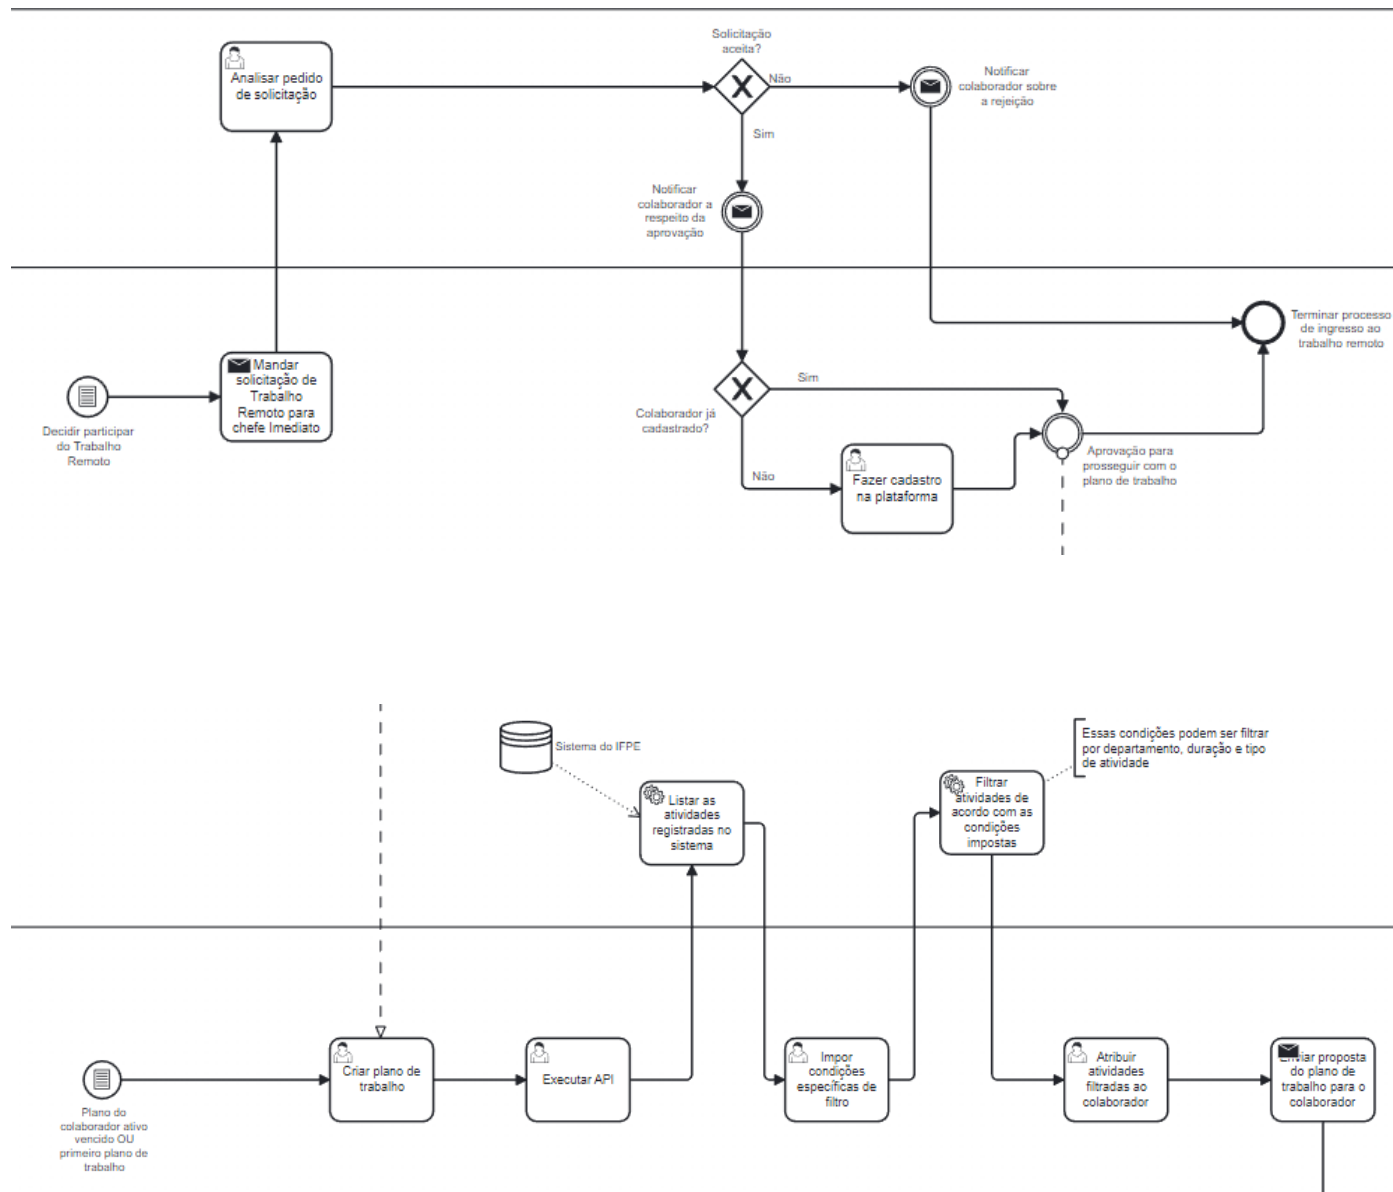 Solicitação
aceita?
Analisar pedido
de solicitação
Não
Notificar
colaborador sobre
a rejeição
Sim
Notificar
colaborador a
respeito da
aprovação
Terminar processo
de ingresso ao
trabalho remoto
Mandar
solicitação de
Trabalho
Remoto para
chefe Imediato
Decidir participar
do Trabalho
Remoto
Sim
Colaborador já
cadastrado?
Não
Fazer cadastro
na plataforma
Aprovação para
prosseguir com o
plano de trabalho
Sistema do IFPE
Essas condições podem ser filtrar
por departamento, duração e tipo
de atividade
Listar as
atividades
registradas no
sistema
Filtrar
atividades de
acordo com as
condições
impostas
Plano do
colaborador ativo
vencido OU
primeiro plano de
trabalho
Criar plano de
trabalho
Executar API
Impor
condições
específicas de
filtro
Atribuir
atividades
filtradas ao
colaborador
Enviar proposta
do plano de
trabalho para o
colaborador